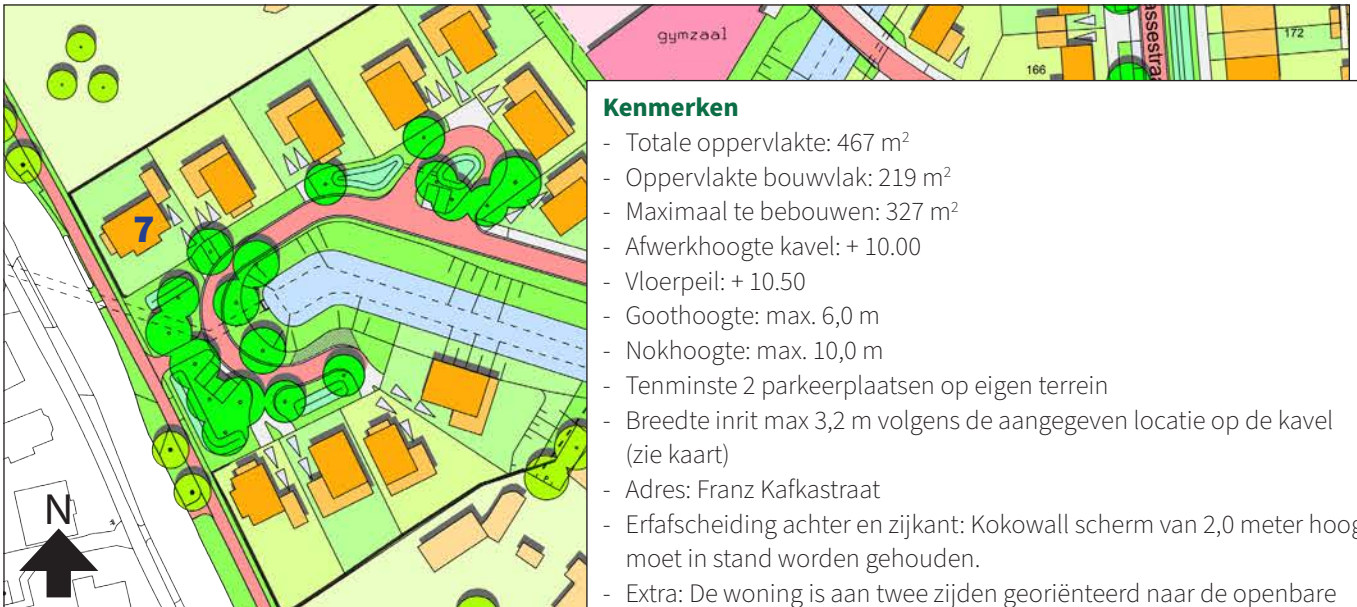 gymzaal
172
166
7
N
Kenmerken
- Totale oppervlakte: 467 m²
- Oppervlakte bouwvlak: 219 m²
- Maximaal te bebouwen: 327 m²
- Afwerkhoogte kavel: + 10.00
- Vloerpeil: + 10.50
- Goothoogte: max. 6,0 m
- Nokhoogte: max. 10,0 m
- Tenminste 2 parkeerplaatsen op eigen terrein
- Breedte inrit max 3,2 m volgens de aangegeven locatie op de kavel
(zie kaart)
- Adres: Franz Kafkastraat
- Erfafscheiding achter en zijkant: Kokowall scherm van 2,0 meter hoog
moet in stand worden gehouden.
- Extra: De woning is aan twee zijden georiënteerd naar de openbare